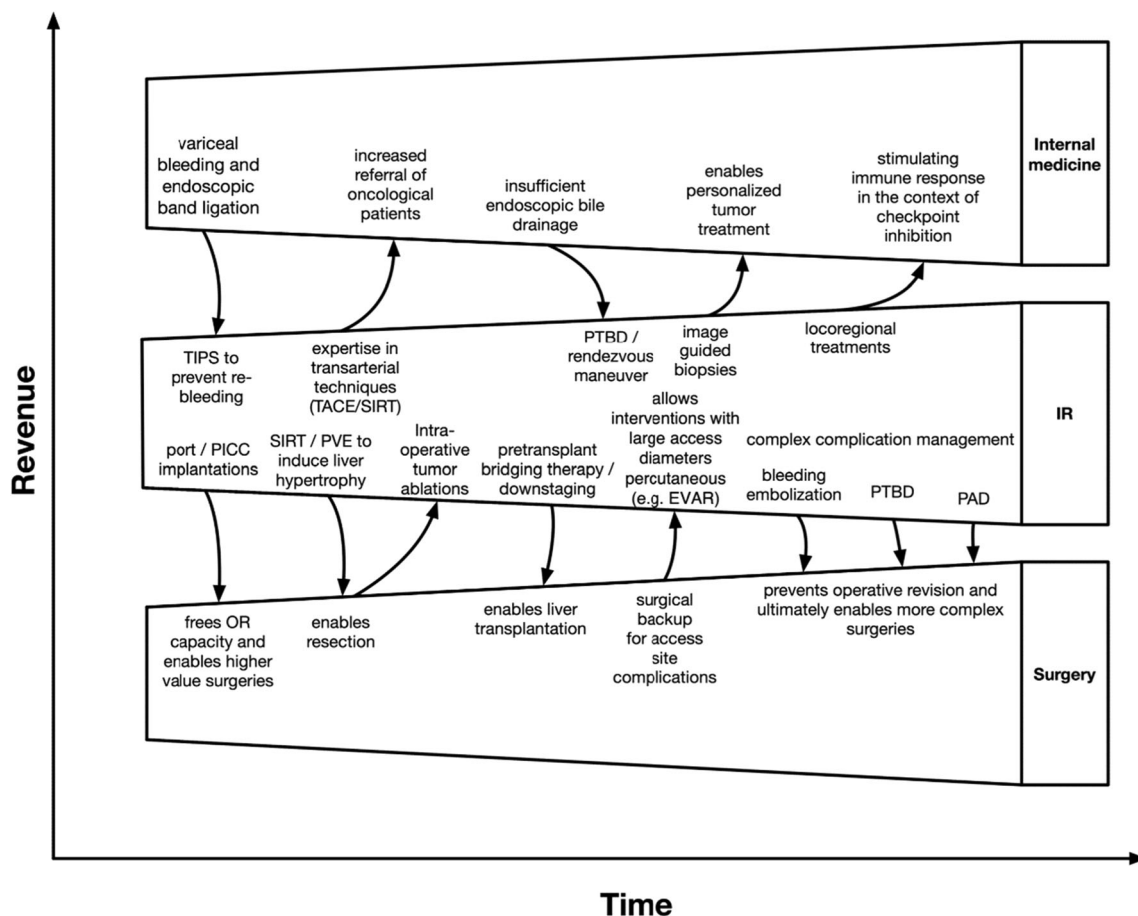 Revenue
variceal
bleeding and
endoscopic
band ligation
increased
referral of
oncological
patients
insufficient
endoscopic bile
drainage
enables
personalized
tumor
treatment
stimulating
immune response
in the context of
checkpoint
inhibition
Internal
medicine
TIPS to
prevent re-
bleeding
expertise in
transarterial
techniques
(TACE/SIRT)
PTBD /
rendezvous
maneuver
image
guided
biopsies
locoregional
treatments
port / PICC
implantations
SIRT / PVE to
induce liver
hypertrophy
Intra-
operative
tumor
ablations
pretransplant
bridging therapy /
downstaging
allows
interventions with
large access
diameters
percutaneous
(e.g. EVAR)
complex complication management
bleeding
embolization
PTBD
PAD
IR
frees OR
capacity and
enables higher
value surgeries
enables
resection
enables liver
transplantation
surgical
backup
for access
site
complications
prevents operative revision and
ultimately enables more complex
surgeries
Surgery
Time